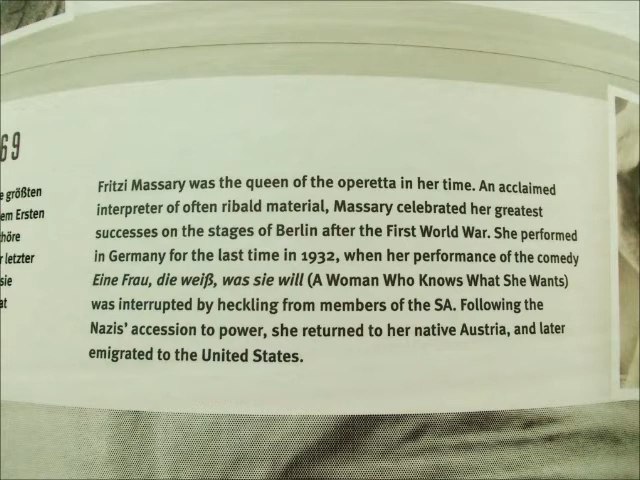 69
größten
em Ersten
letzter
sie
Fritzi Massary was the queen of the operetta in her time. An acclaimed
interpreter of often ribald material, Massary celebrated her greatest
successes on the stages of Berlin after the First World War. She performed
in Germany for the last time in 1932, when her performance of the comedy
Eine Frau, die weiß, was sie will (A Woman Who Knows What She Wants)
was interrupted by heckling from members of the SA. Following the
Nazis' accession to power, she returned to her native Austria, and later
emigrated to the United States.